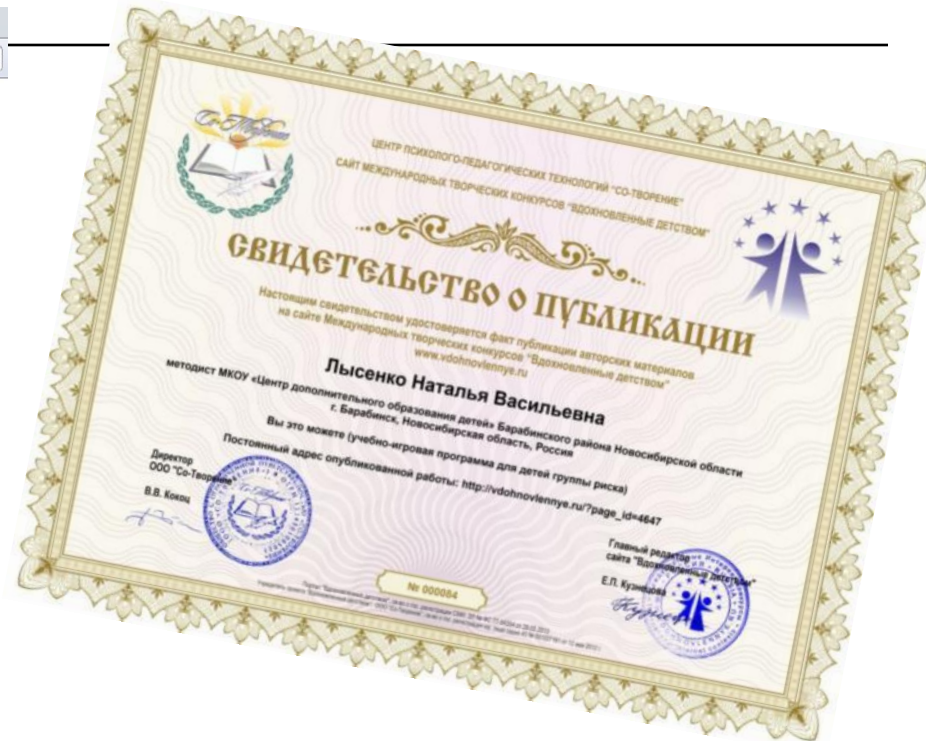 Со-Творение
ЦЕНТР ПСИХОЛОГО-ПЕДАГОГИЧЕСКИХ ТЕХНОЛОГИЙ "СО-ТВОРЕНИЕ"
САЙТ МЕЖДУНАРОДНЫХ ТВОРЧЕСКИХ КОНКУРСОВ "ВДОХНОВЛЕННЫЕ ДЕТСТВОМ"
СВИДЕТЕЛЬСТВО О ПУБЛИКАЦИИ
Настоящим свидетельством удостоверяется факт публикации авторских материалов
на сайте Международных творческих конкурсов "Вдохновленные детством"
www.vdohnovlennye.ru
Лысенко Наталья Васильевна
методист МКОУ «Центр дополнительного образования детей» Барабинского района Новосибирской области
г. Барабинск, Новосибирская область, Россия
Вы это можете (учебно-игровая программа для детей группы риска)
Постоянный адрес опубликованной работы: http://vdohnovlennye.ru/?page_id=4647
Директор
ООО "Со-Творение"
В.В. Кокоц
Главный редактор
сайта "Вдохновленные детством"
Е.П. Кузнецова
№ 000084